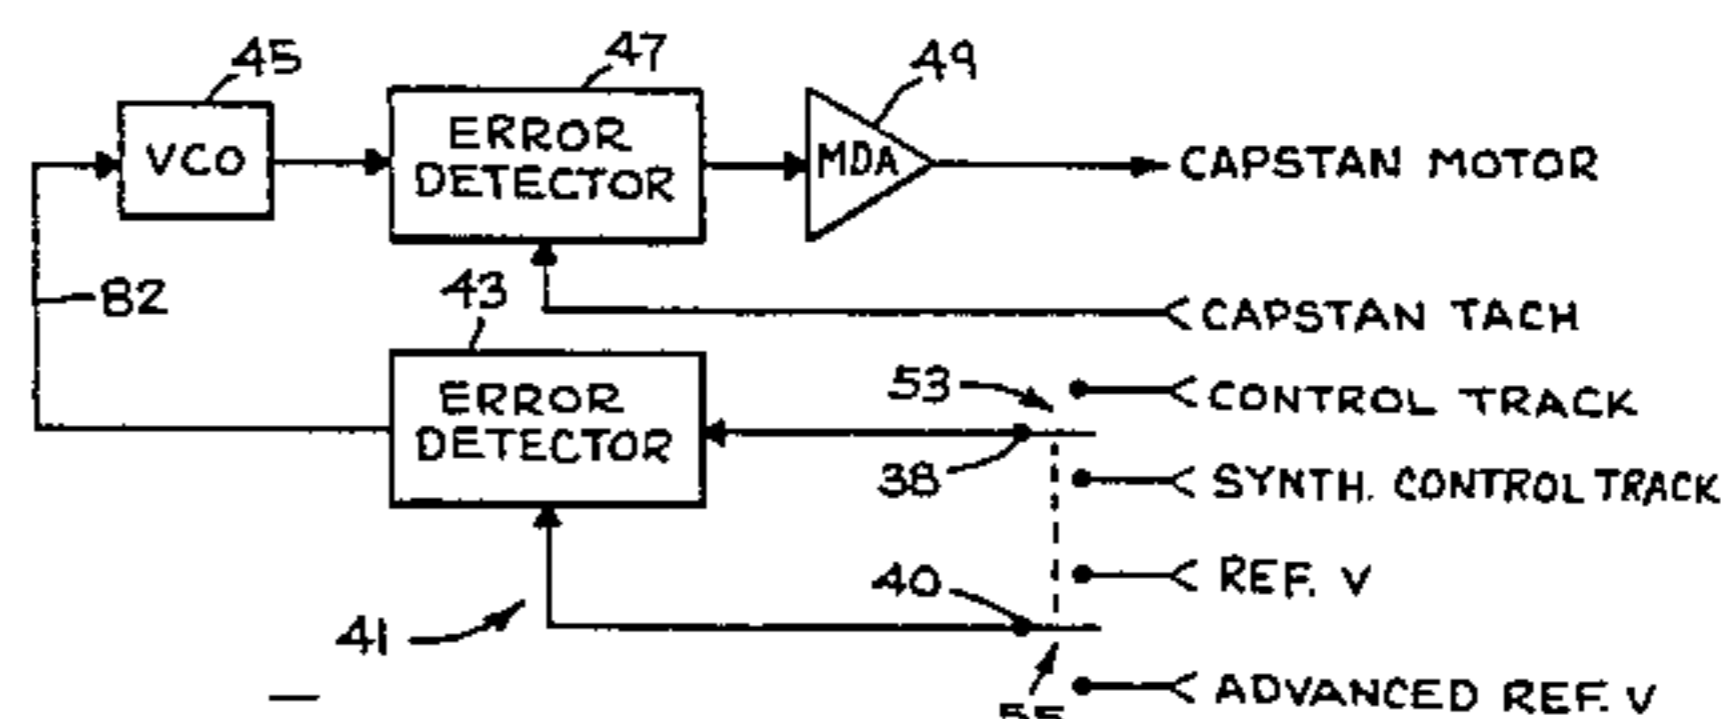 45
47
49
VCO
ERROR
DETECTOR
MDA
CAPSTAN MOTOR
82
43
CAPSTAN TACH
ERROR
DETECTOR
53
CONTROL TRACK
38
SYNTH. CONTROL TRACK
40
REF. V
41
ADVANCED REF. V